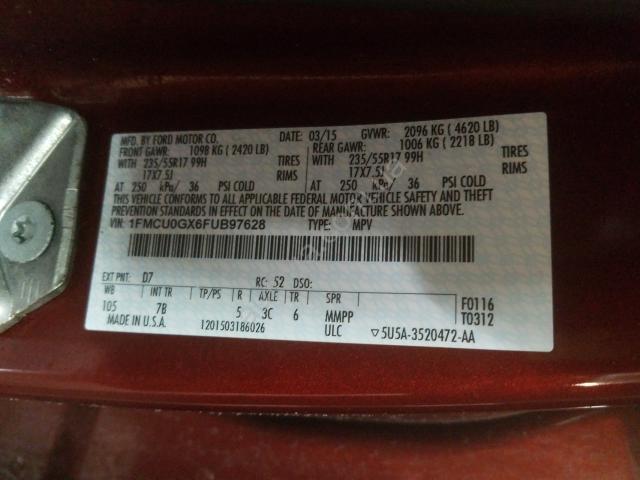 MFD. BY FORD MOTOR CO. DATE: 03/15 GVWR: 2096 KG ( 4620 LB)
FRONT GAWR: 1098 KG ( 2420 LB) REAR GAWR: 1006 KG ( 2218 LB)
WITH 235/55R17 99H TIRES WITH 235/55R17 99H TIRES
17X7.5J RIMS 17X7.5J RIMS
AT 250 kPa/ 36 PSI COLD AT 250 kPa/ 36 PSI COLD
THIS VEHICLE CONFORMS TO ALL APPLICABLE FEDERAL MOTOR VEHICLE SAFETY AND THEFT
PREVENTION STANDARDS IN EFFECT ON THE DATE OF MANUFACTURE SHOWN ABOVE.
VIN: 1FMCU0GX6FUB97628 TYPE: MPV
EXT PNT: D7 RC: 52 DSO:
WB INT TR TP/PS R AXLE TR SPR F0116
105 7B 5 3C 6 MMPP T0312
MADE IN U.S.A. 1201503186026 ULC ▽5U5A-3520472-AA